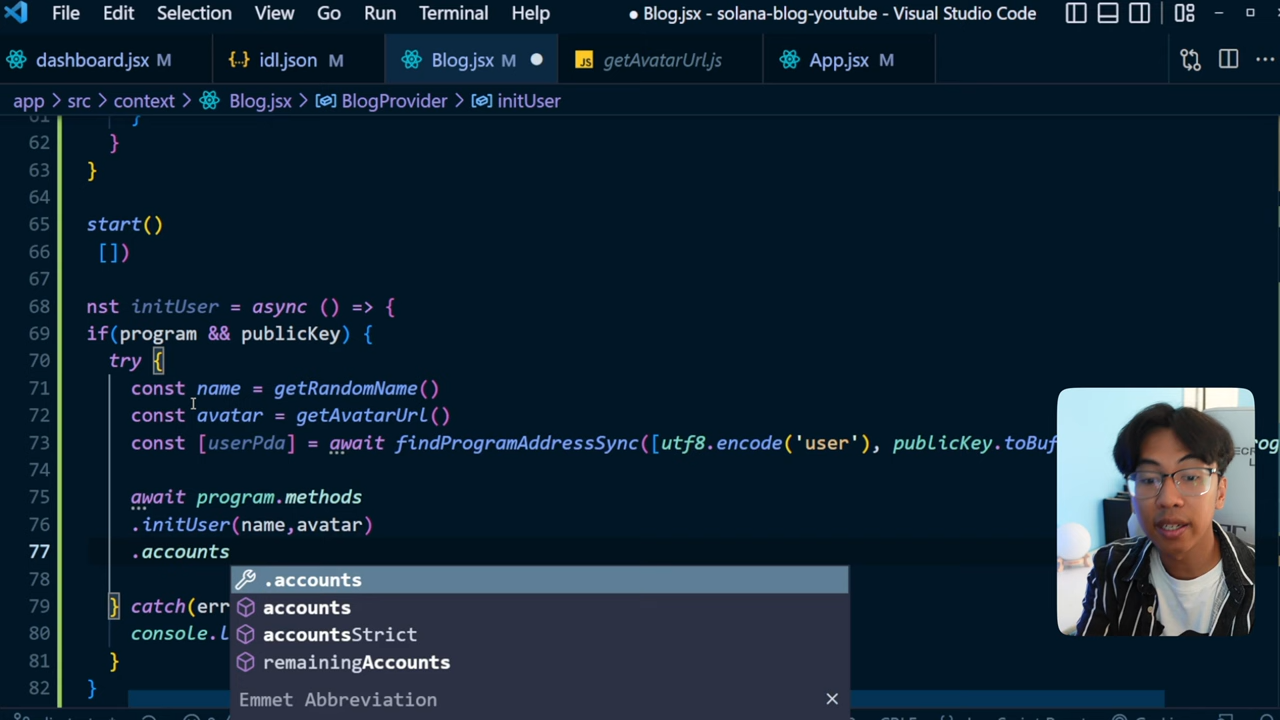 File Edit Selection View Go Run Terminal Help ● Blog.jsx - solana-blog-youtube - Visual Studio Code
dashboard.jsx M {..} idl.json M Blog.jsx M ● JS getAvatarUrl.js App.jsx M ...
app > src > context > Blog.jsx > BlogProvider > initUser
61 }
62 }
63 }
64
65 start()
66 [])
67
68 nst initUser = async () => {
69 if(program && publicKey) {
70 try {
71 const name = getRandomName()
72 const avatar = getAvatarUrl()
73 const [userPda] = await findProgramAddressSync([utf8.encode('user'), publicKey.toBuf
74
75 await program.methods
76 .initUser(name,avatar)
77 .accounts
78 .accounts
accounts
79 } catch(err
80 console.l
accountsStrict
81 }
remainingAccounts
82 }
Emmet Abbreviation ×